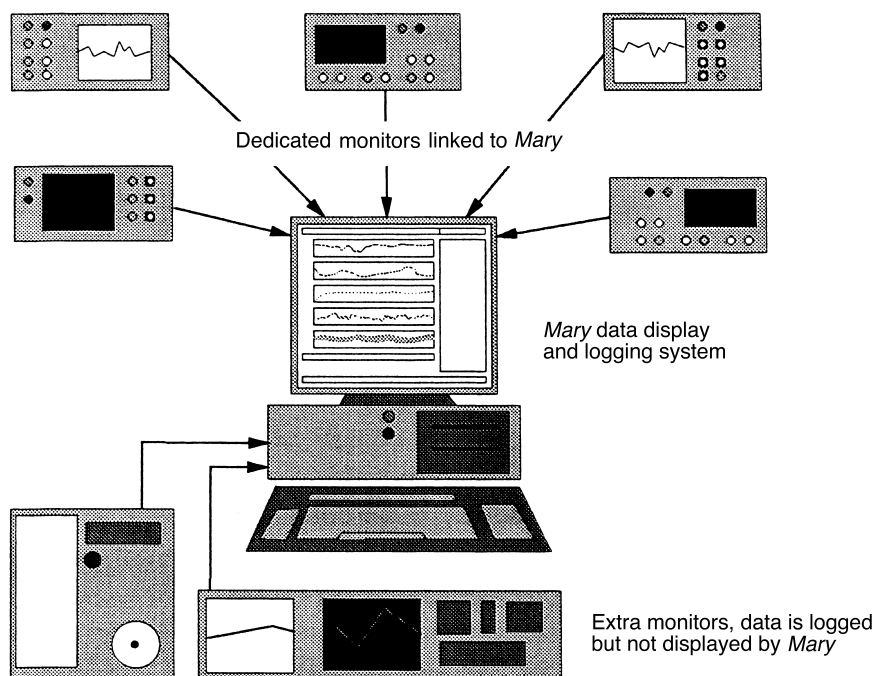 Dedicated monitors linked to Mary
Mary data display
and logging system
Extra monitors, data is logged
but not displayed by Mary